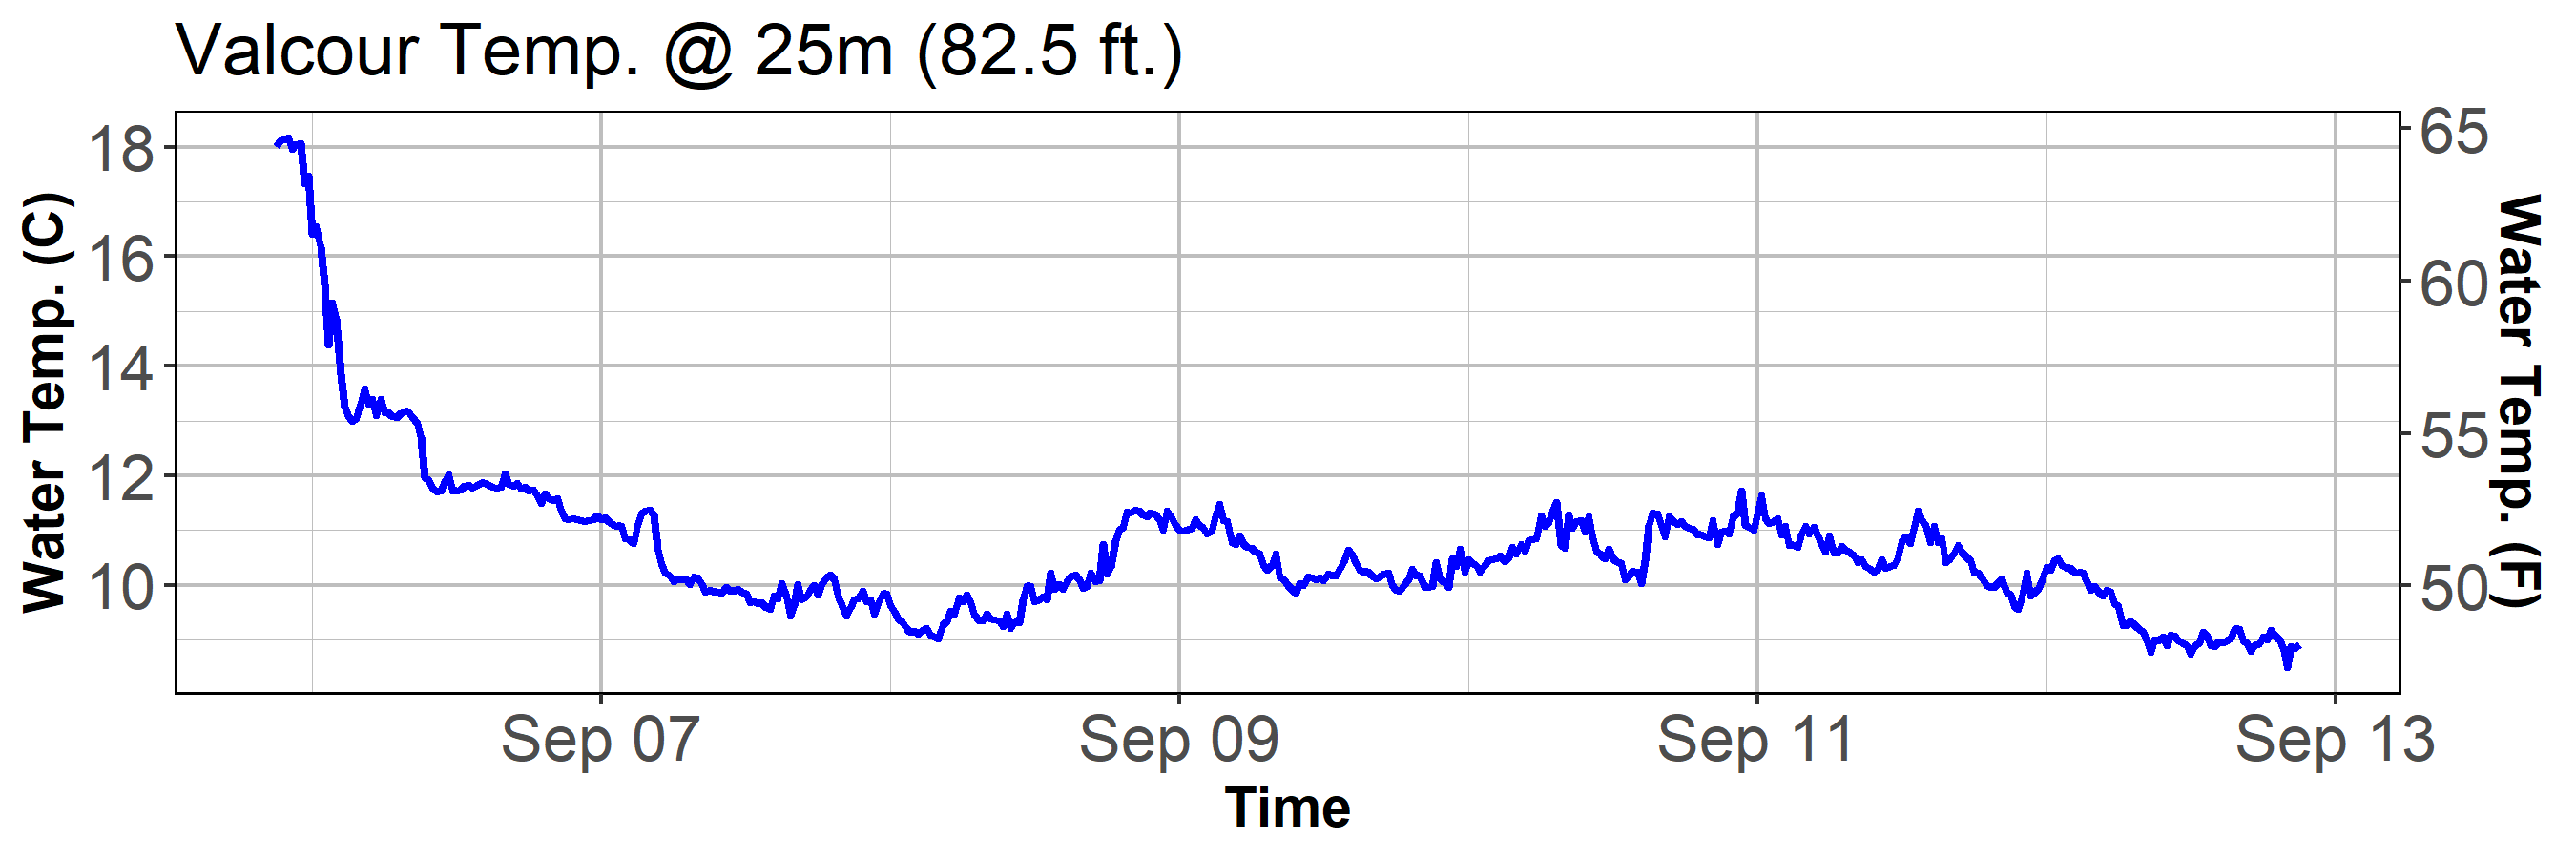 Valcour Temp. @ 25m (82.5 ft.)
Water Temp. (C)
18
16
14
12
10
65
60
55
50
Water Temp. (F)
Sep 07
Sep 09
Sep 11
Sep 13
Time